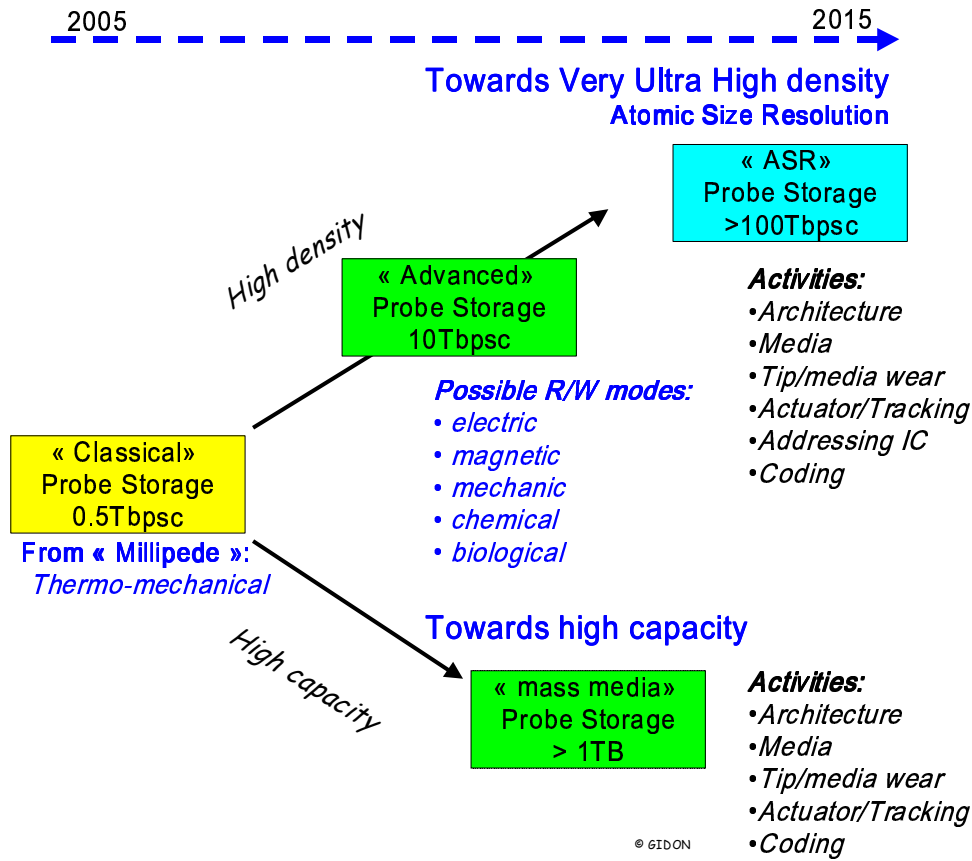 2005
2015
Towards Very Ultra High density
Atomic Size Resolution
« ASR»
Probe Storage
>100Tbpsc
High density
« Advanced»
Probe Storage
10Tbpsc
Activities:
•Architecture
•Media
•Tip/media wear
•Actuator/Tracking
•Addressing IC
•Coding
Possible R/W modes:
• electric
• magnetic
• mechanic
• chemical
• biological
« Classical»
Probe Storage
0.5Tbpsc
From « Millipede »:
Thermo-mechanical
High capacity
Towards high capacity
« mass media»
Probe Storage
> 1TB
Activities:
•Architecture
•Media
•Tip/media wear
•Actuator/Tracking
•Coding
© GIDON